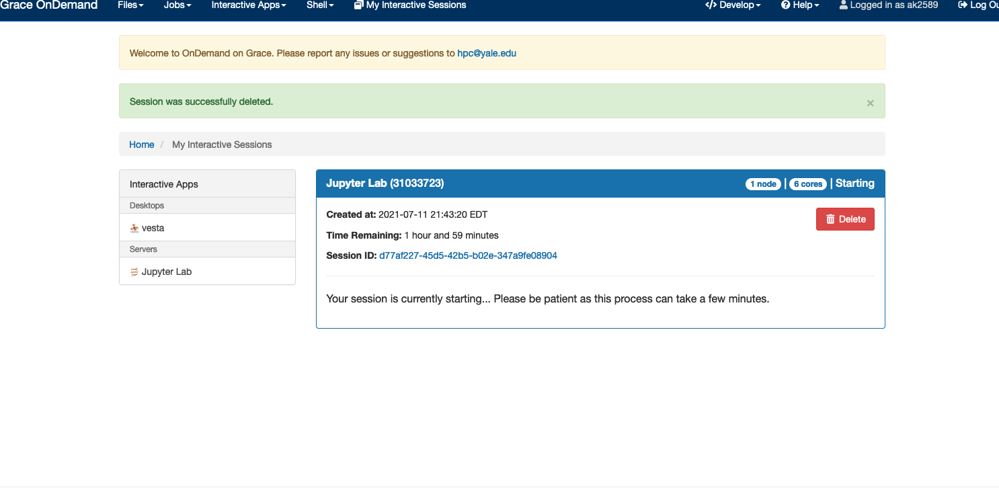 Grace OnDemand Files Jobs Interactive Apps Shell My Interactive Sessions </> Develop Help Logged in as ak2589 Log Ou
Welcome to OnDemand on Grace. Please report any issues or suggestions to hpc@yale.edu
Session was successfully deleted. ×
Home / My Interactive Sessions
Interactive Apps
Desktops
vesta
Servers
Jupyter Lab
Jupyter Lab (31033723) 1 node | 6 cores | Starting
Created at: 2021-07-11 21:43:20 EDT
Delete
Time Remaining: 1 hour and 59 minutes
Session ID: d77af227-45d5-42b5-b02e-347a9fe08904
Your session is currently starting... Please be patient as this process can take a few minutes.